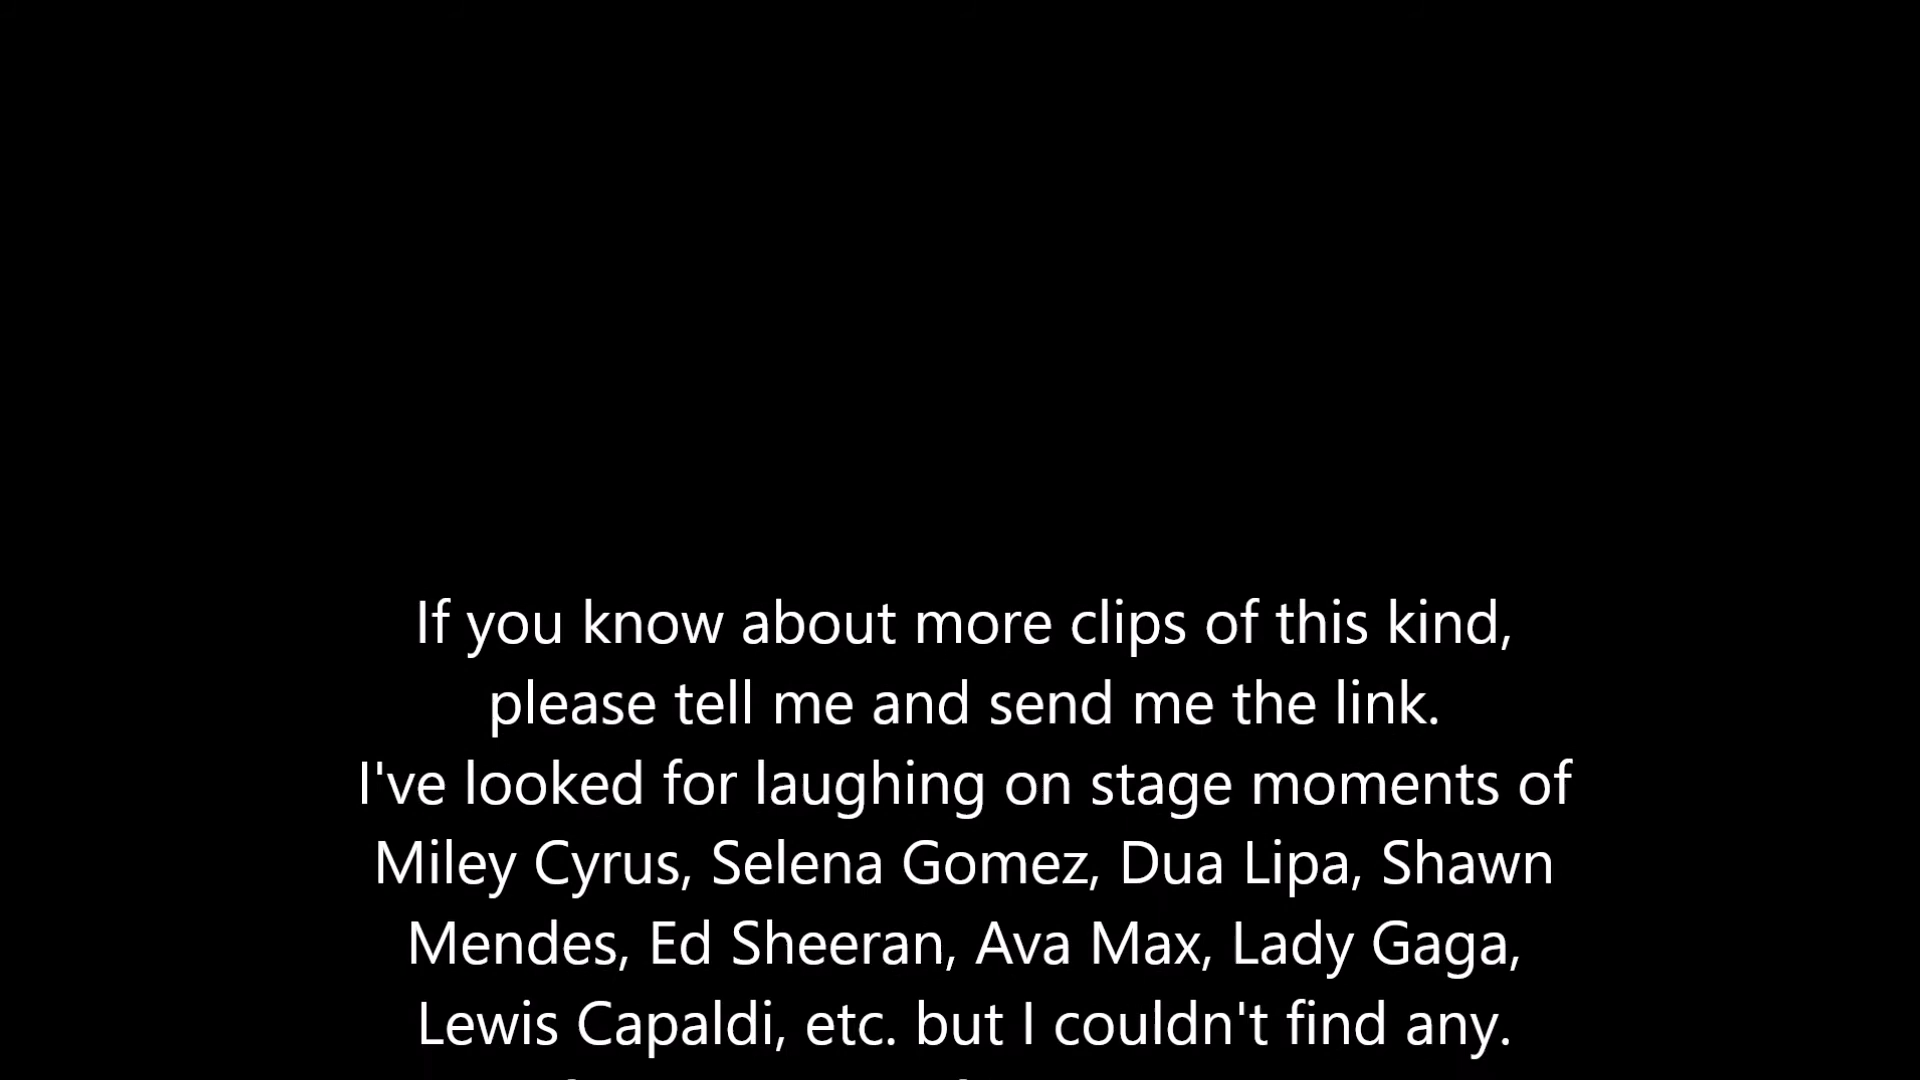 If you know about more clips of this kind,
please tell me and send me the link.
I've looked for laughing on stage moments of
Miley Cyrus, Selena Gomez, Dua Lipa, Shawn
Mendes, Ed Sheeran, Ava Max, Lady Gaga,
Lewis Capaldi, etc. but I couldn't find any.